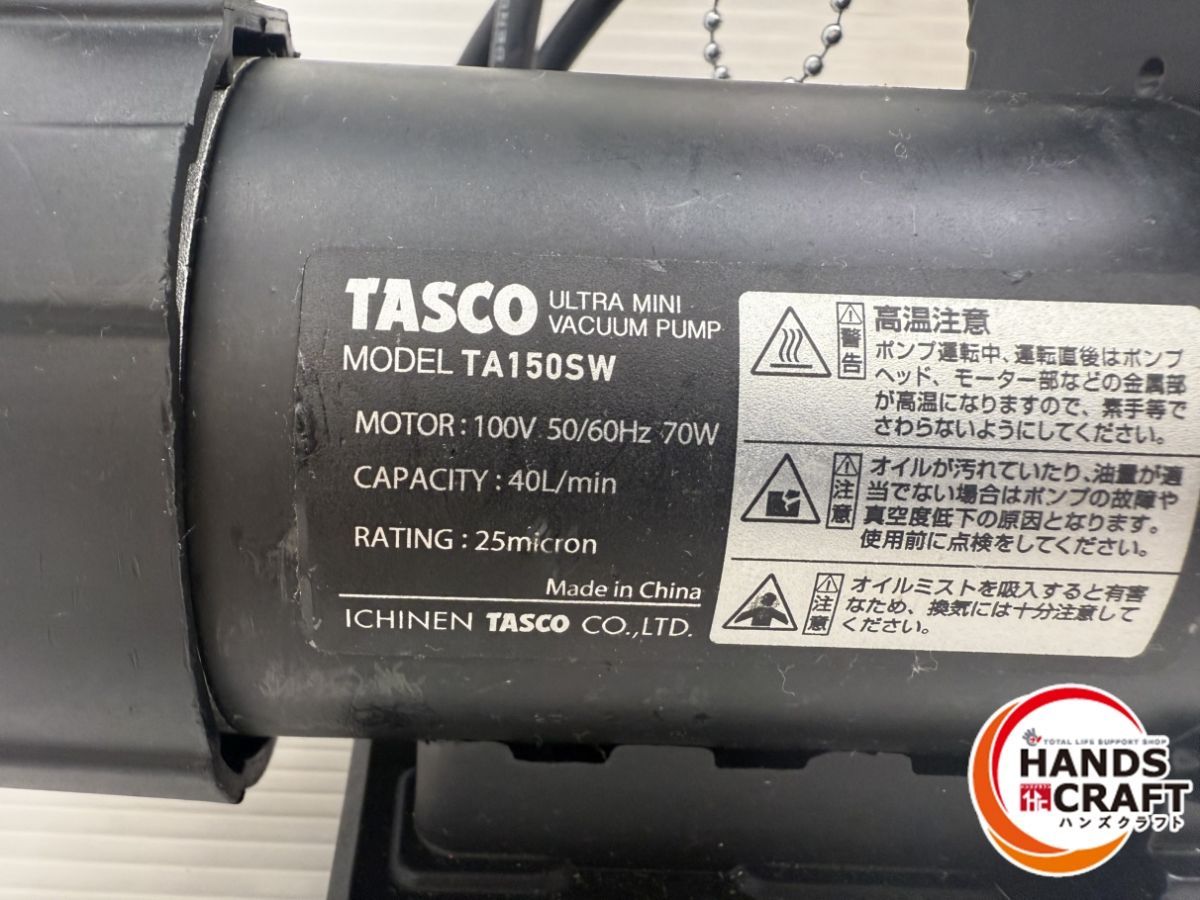 TASCO ULTRA MINI
VACUUM PUMP
MODEL TA150SW
MOTOR : 100V 50/60Hz 70W
CAPACITY : 40L/min
RATING : 25micron
Made in China
ICHINEN TASCO CO.,LTD.
警告
高温注意
ポンプ運転中、運転直後はポンプ
ヘッド、モーター部などの金属部
が高温になりますので、素手等で
さわらないようにしてください。
注意
オイルが汚れていたり、油量が適
当でない場合はポンプの故障や
真空度低下の原因となります。
使用前に点検をしてください。
注意
オイルミストを吸入すると有害
なため、換気には十分注意して
ください。
TOTAL LIFE SUPPORT SHOP
HANDS
CRAFT
ハンズクラフト